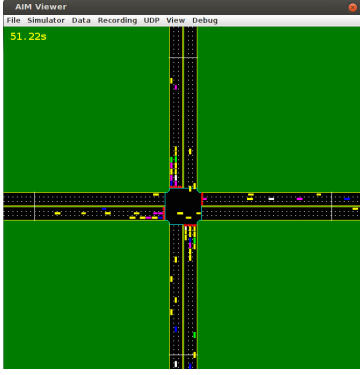 AIM Viewer
File Simulator Data Recording UDP View Debug
51.22s